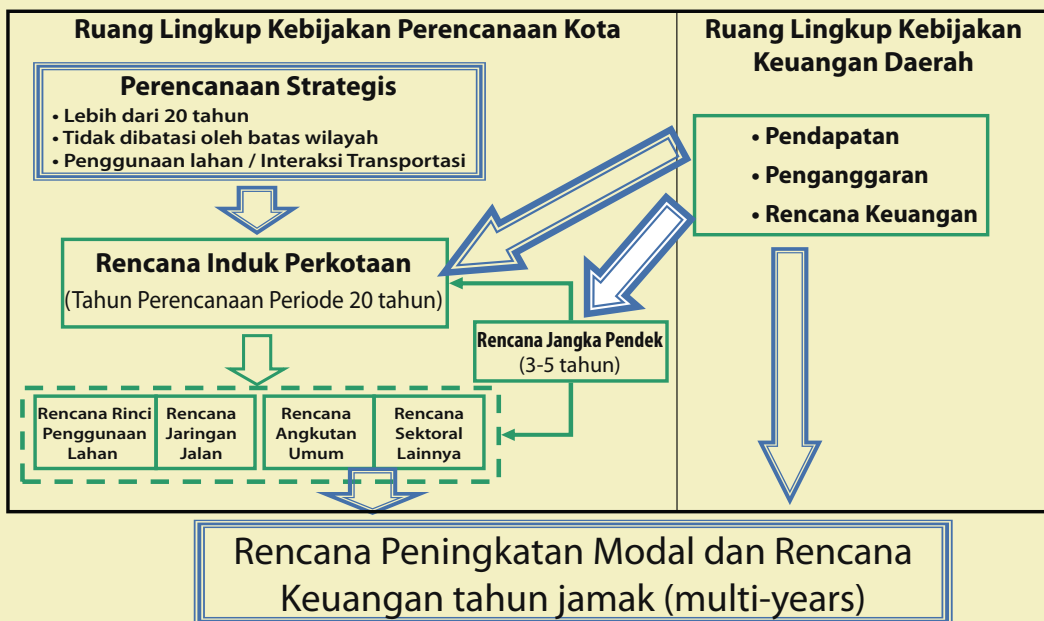 Ruang Lingkup Kebijakan Perencanaan Kota
Perencanaan Strategis
• Lebih dari 20 tahun
• Tidak dibatasi oleh batas wilayah
• Penggunaan lahan / Interaksi Transportasi
Rencana Induk Perkotaan
(Tahun Perencanaan Periode 20 tahun)
Rencana Jangka Pendek
(3-5 tahun)
Rencana Rinci
Penggunaan
Lahan
Rencana
Jaringan
Jalan
Rencana
Angkutan
Umum
Rencana
Sektoral
Lainnya
Ruang Lingkup Kebijakan
Keuangan Daerah
• Pendapatan
• Penganggaran
• Rencana Keuangan
Rencana Peningkatan Modal dan Rencana
Keuangan tahun jamak (multi-years)